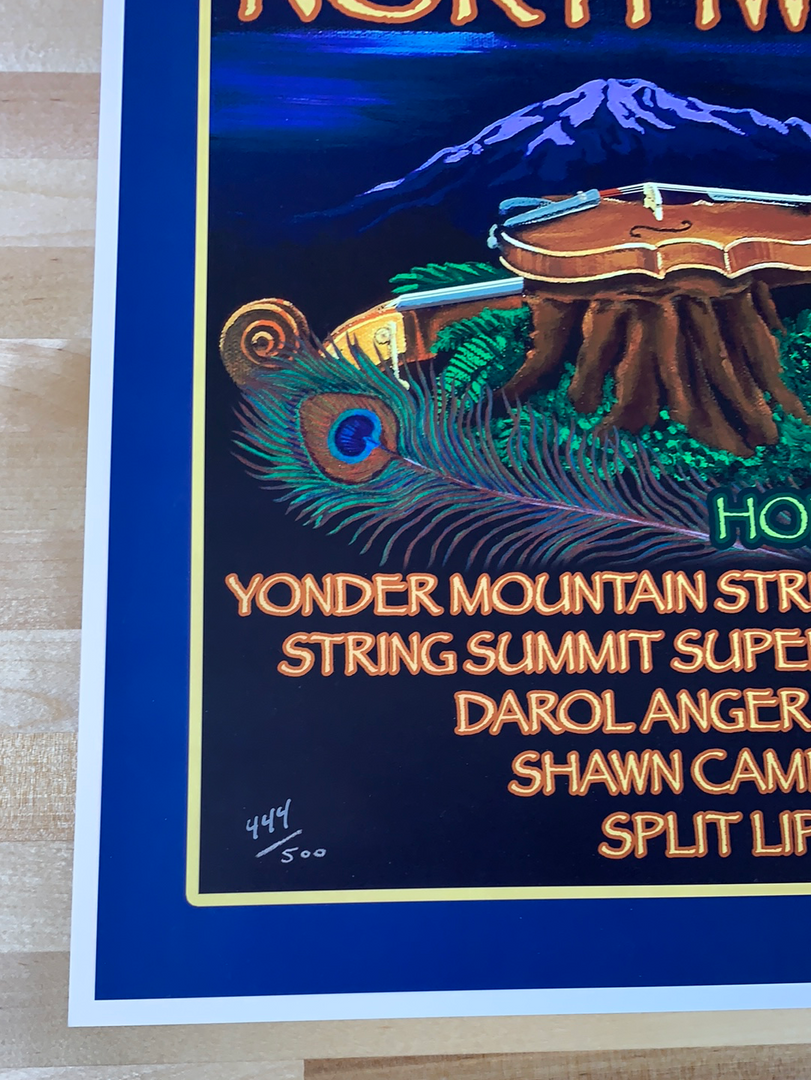 HO
YONDER MOUNTAIN STR
STRING SUMMIT SUPE
DAROL ANGER
SHAWN CAM
SPLIT LI
444
500